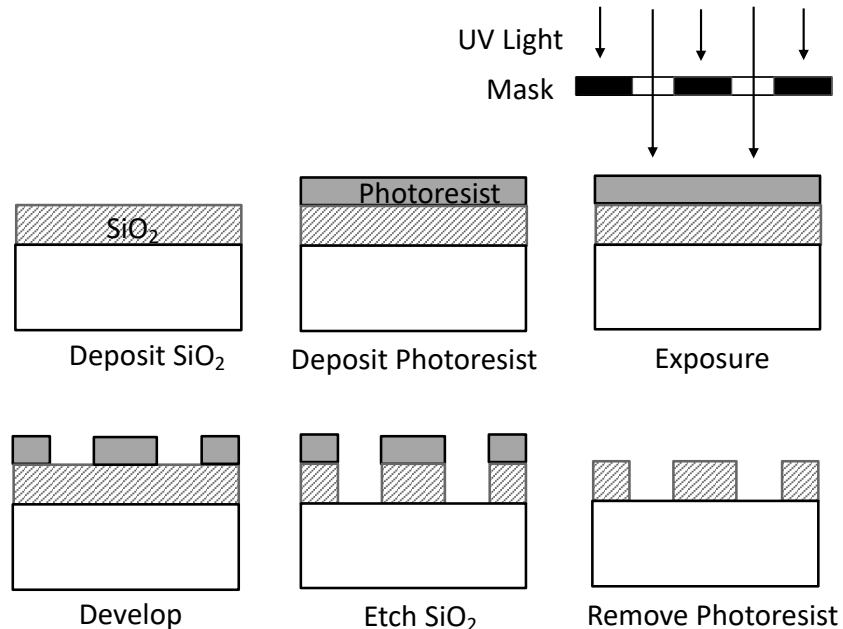 UV Light
Mask
SiO₂
Photoresist
Deposit SiO₂
Deposit Photoresist
Exposure
Develop
Etch SiO₂
Remove Photoresist